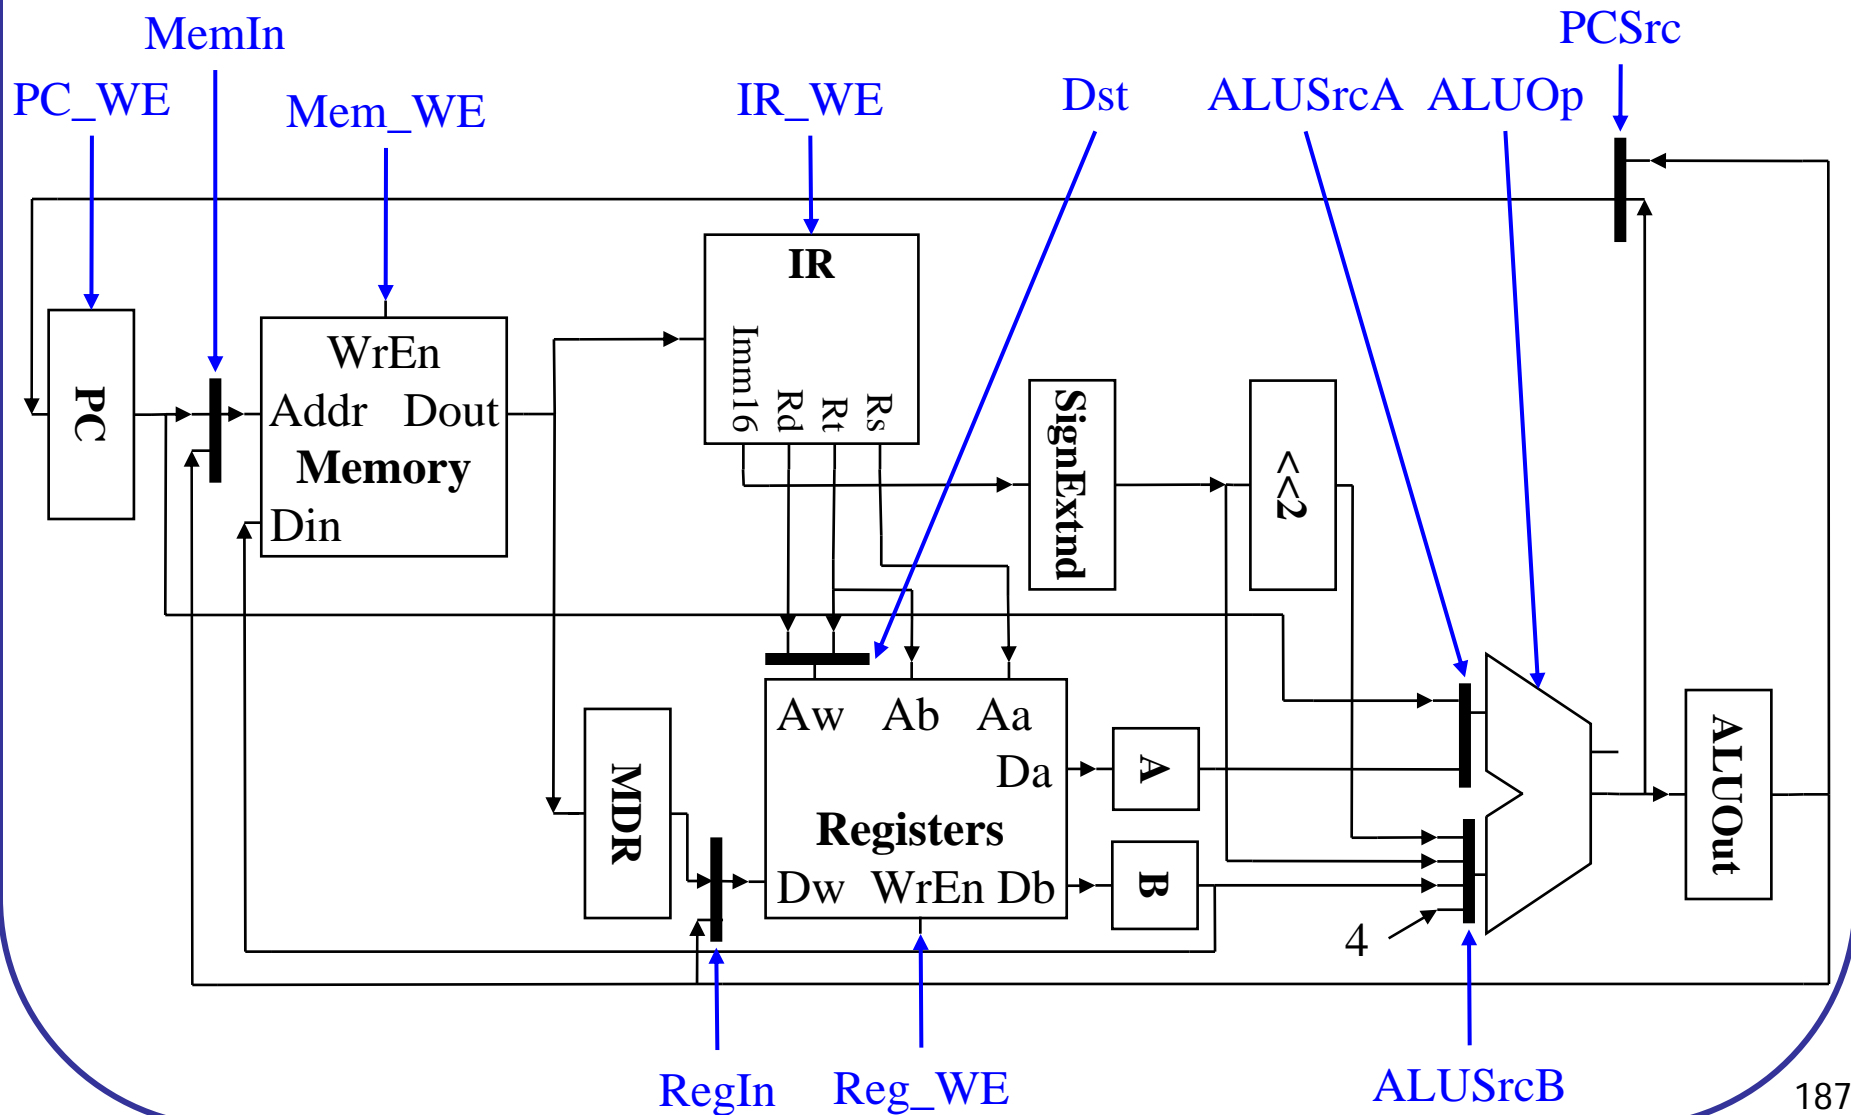 MemIn
PCSrc
PC_WE
Mem_WE
IR_WE
Dst
ALUSrcA
ALUOp
IR
Imm16
Rd
Rt
Rs
WrEn
Addr
Dout
Memory
Din
PC
SignExtnd
<<2
Aw
Ab
Aa
Da
Registers
Dw
WrEn
Db
MDR
A
B
4
ALUOut
RegIn
Reg_WE
ALUSrcB
187